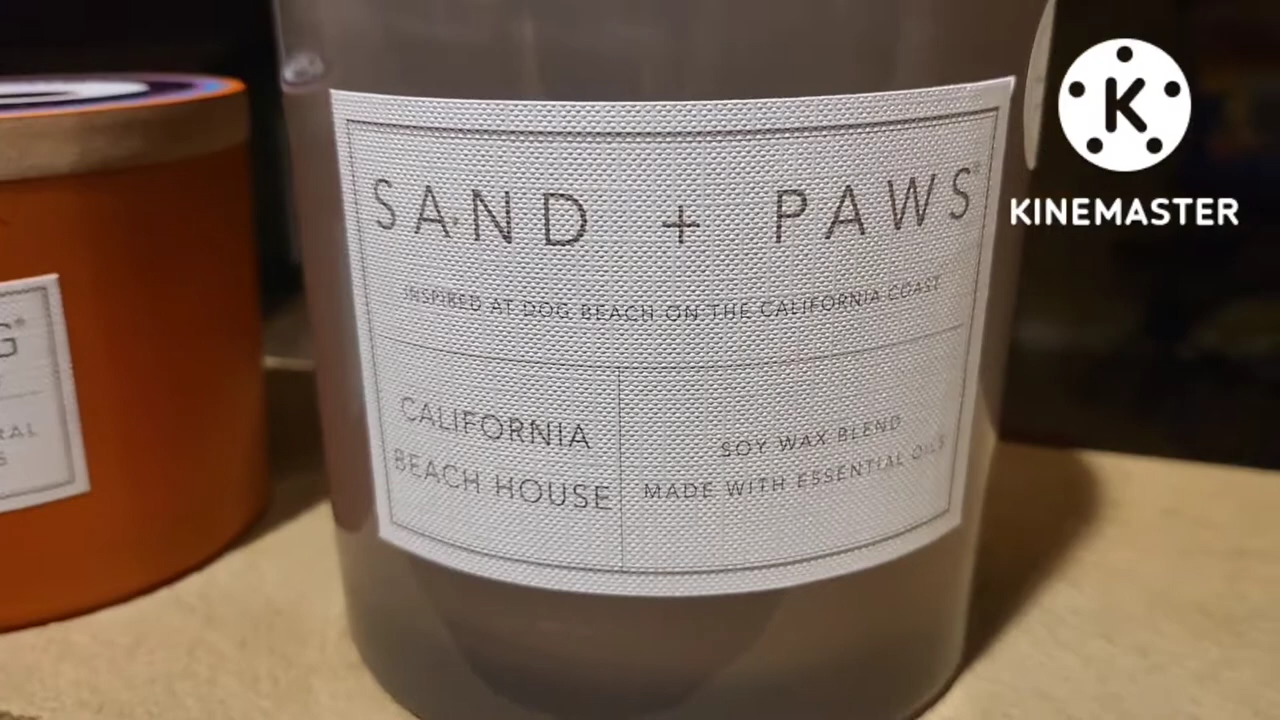 SAND + PAWS
INSPIRED AT DOG BEACH ON THE CALIFORNIA COAST
CALIFORNIA
BEACH HOUSE
SOY WAX BLEND
MADE WITH ESSENTIAL OILS
K
KINEMASTER
G®
RAL
S